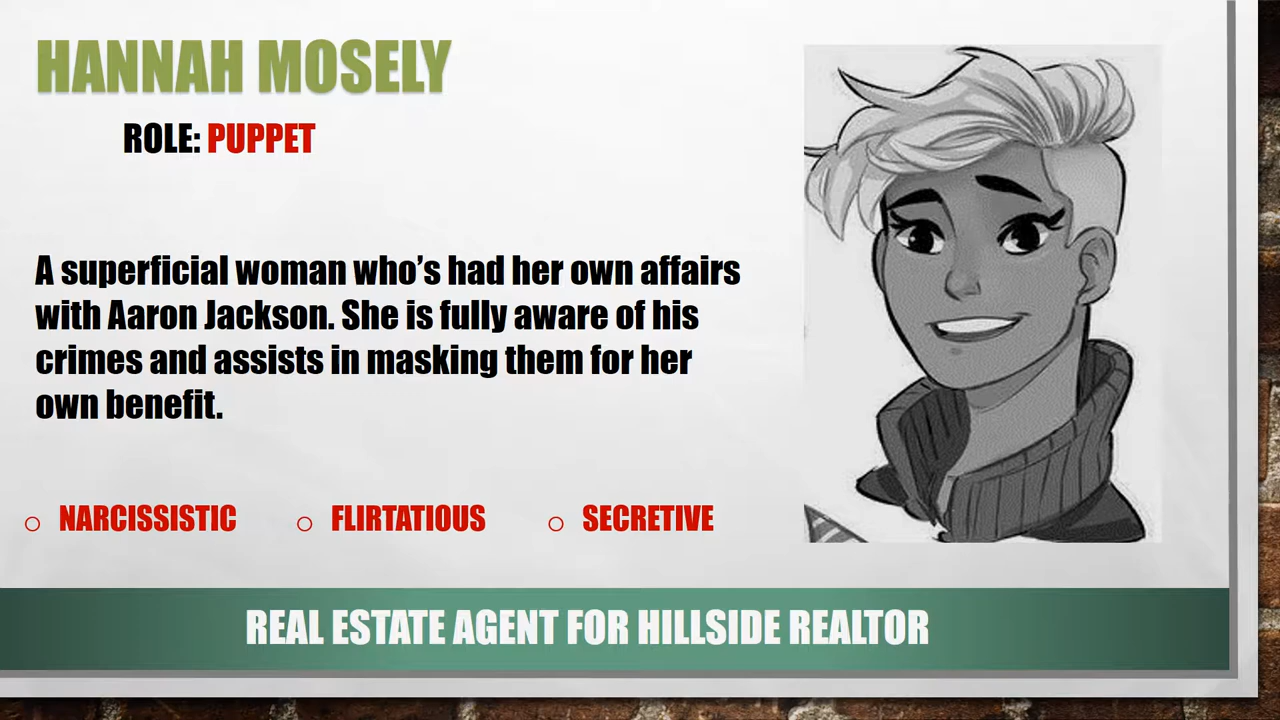 HANNAH MOSELY
ROLE: PUPPET
A superficial woman who's had her own affairs
with Aaron Jackson. She is fully aware of his
crimes and assists in masking them for her
own benefit.
○ NARCISSISTIC ○ FLIRTATIOUS ○ SECRETIVE
REAL ESTATE AGENT FOR HILLSIDE REALTOR